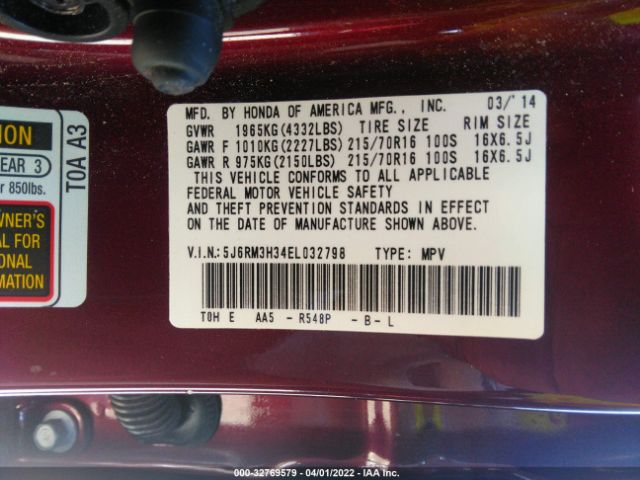 MFD. BY HONDA OF AMERICA MFG., INC. 03/'14
GVWR 1965KG(4332LBS) TIRE SIZE RIM SIZE
GAWR F 1010KG(2227LBS) 215/70R16 100S 16X6.5J
GAWR R 975KG(2150LBS) 215/70R16 100S 16X6.5J
THIS VEHICLE CONFORMS TO ALL APPLICABLE
FEDERAL MOTOR VEHICLE SAFETY
AND THEFT PREVENTION STANDARDS IN EFFECT
ON THE DATE OF MANUFACTURE SHOWN ABOVE.
V.I.N.:5J6RM3H34EL032798 TYPE: MPV
T0H E AA5 - R548P - B - L
EAR 3
850lbs.
WNER'S
AL FOR
ONAL
RMATION
T0A A3
000-32769579 - 04/01/2022 - IAA, Inc.